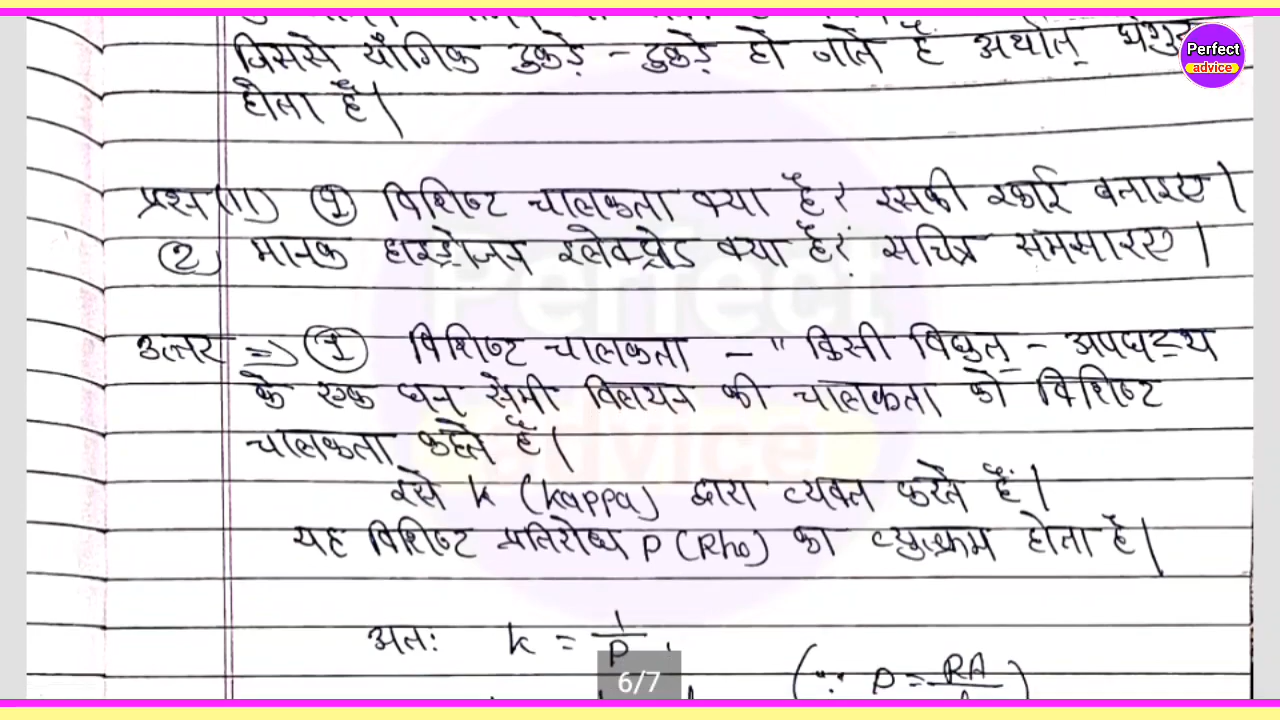 जिससे यौगिक टुकड़े - टुकड़े हो जाते हैं अर्थात्
होता है।
Perfect
advice
प्रश्न (11) (1) विशिष्ट चालकता क्या है? इसकी इकाई बताइए।
(2) मानक हाइड्रोजन इलेक्ट्रोड क्या है? सचित्र समझाइए।
उत्तर => (1) विशिष्ट चालकता - " किसी विद्युत् - अपघट्य
के एक घन सेमी विलयन की चालकता को विशिष्ट
चालकता कहते हैं।
इसे k (kappa) द्वारा व्यक्त करते हैं।
यह विशिष्ट प्रतिरोध P (Rho) का व्युत्क्रम होता है।
अतः k = 1/P
(∵ P = RA/
6/7
Perfect
advice